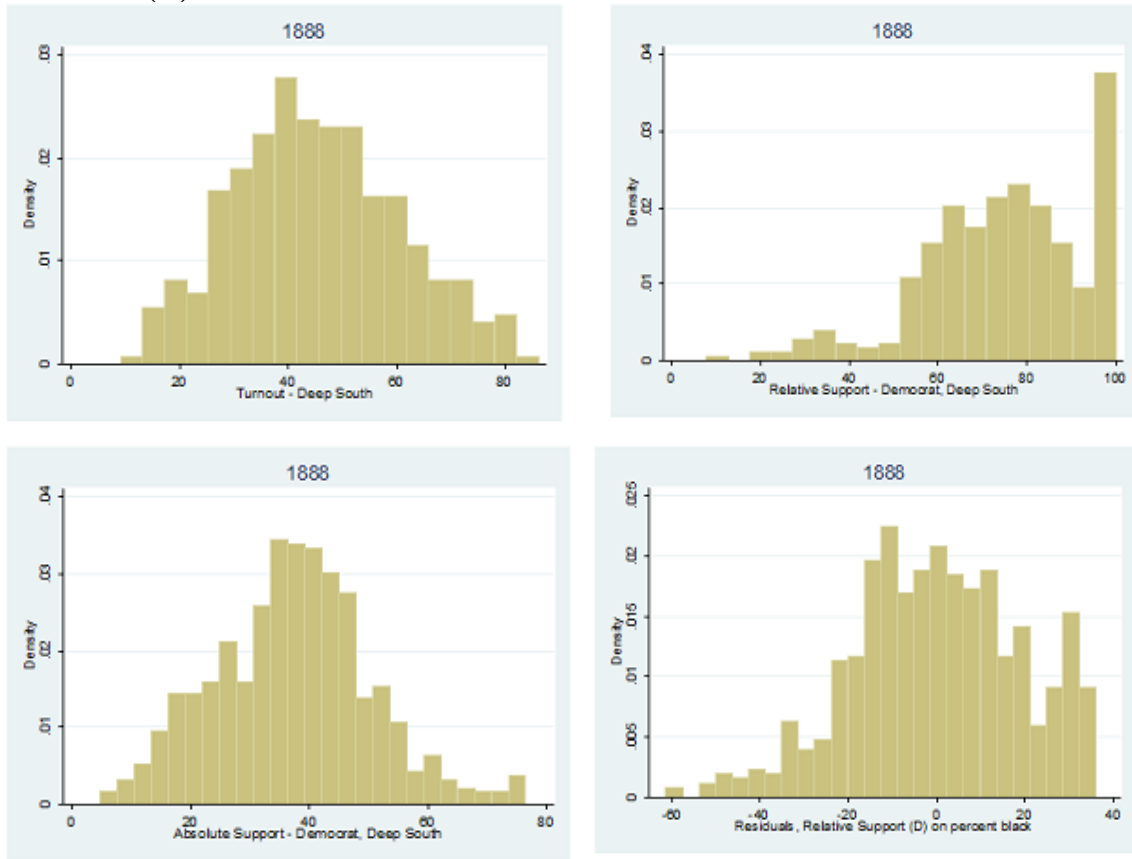 1888
1888
.03
.02
.01
0
Density
0 20 40 60 80
Turnout - Deep South
.04
.03
.02
.01
0
Density
0 20 40 60 80 100
Relative Support - Democrat, Deep South
1888
1888
.04
.03
.02
.01
0
Density
0 20 40 60 80
Absolute Support - Democrat, Deep South
.025
.02
.015
.01
.005
0
Density
-60 -40 -20 0 20 40
Residuals, Relative Support (D) on percent black